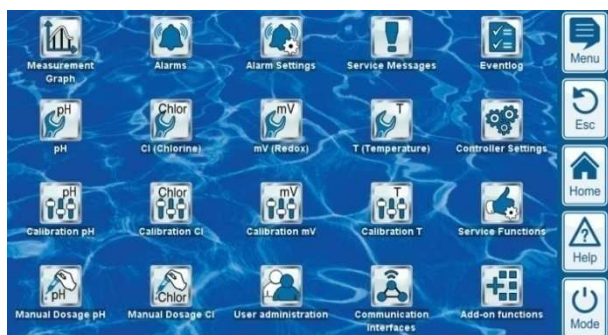 Measurement
Graph
Alarms
Alarm Settings
Service Messages
Eventlog
Menu
pH
Chlor
mV
T
pH
Cl (Chlorine)
mV (Redox)
T (Temperature)
Controller Settings
Esc
pH
Chlor
mV
T
Calibration pH
Calibration Cl
Calibration mV
Calibration T
Service Functions
Home
Help
pH
Chlor
Manual Dosage pH
Manual Dosage Cl
User administration
Communication
Interfaces
Add-on functions
Mode